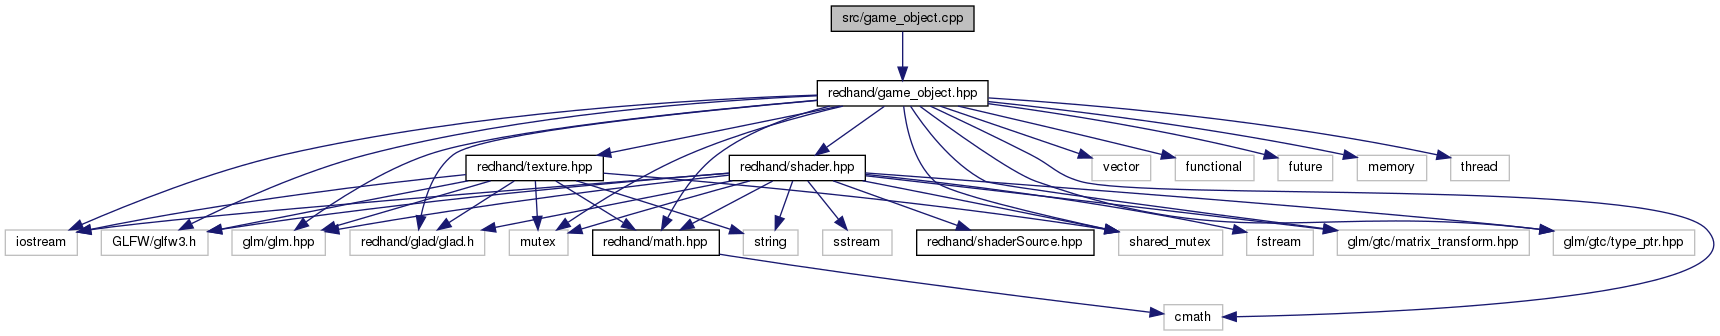 src/game_object.cpp
redhand/game_object.hpp
redhand/texture.hpp
redhand/shader.hpp
vector
functional
future
memory
thread
iostream
GLFW/glfw3.h
glm/glm.hpp
redhand/glad/glad.h
mutex
redhand/math.hpp
string
sstream
redhand/shaderSource.hpp
shared_mutex
fstream
glm/gtc/matrix_transform.hpp
glm/gtc/type_ptr.hpp
cmath